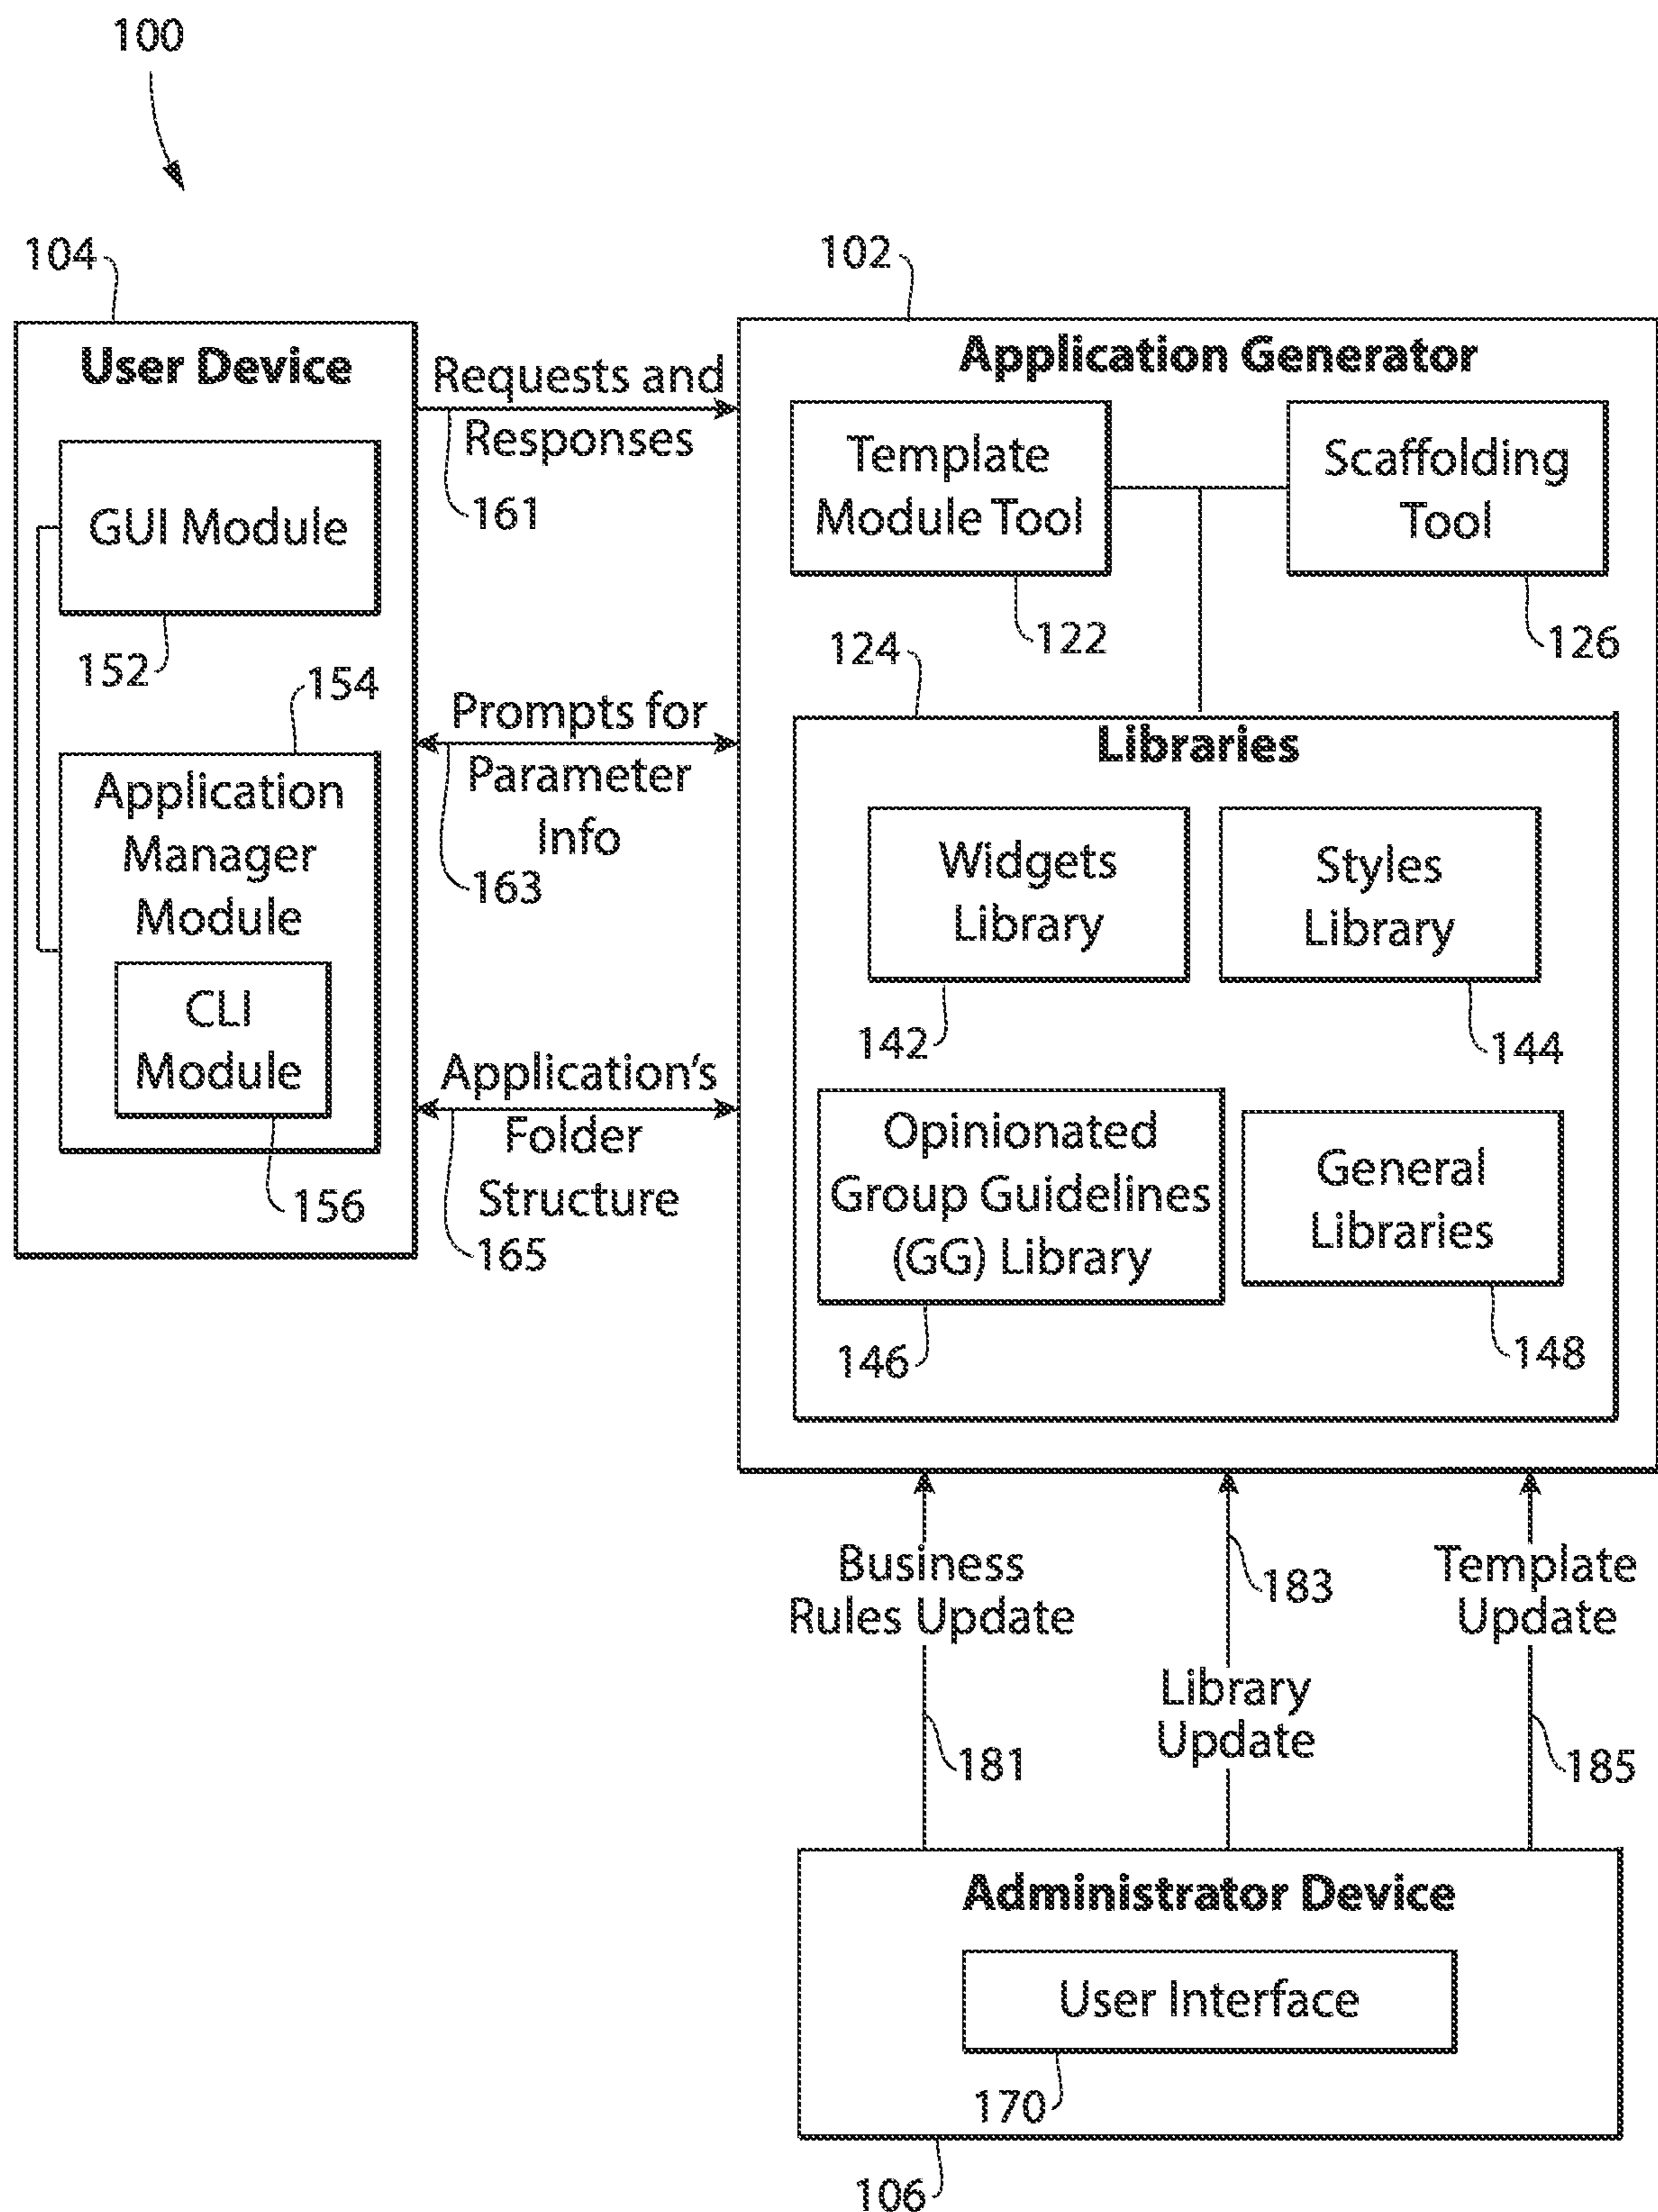 100
104
User Device
GUI Module
152
154
Application
Manager
Module
CLI
Module
156
Requests and
Responses
161
Prompts for
Parameter
Info
163
Application's
Folder
Structure
165
102
Application Generator
Template
Module Tool
122
Scaffolding
Tool
126
124
Libraries
Widgets
Library
142
Styles
Library
144
Opinionated
Group Guidelines
(GG) Library
146
General
Libraries
148
Business
Rules Update
181
183
Library
Update
Template
Update
185
Administrator Device
User Interface
170
106